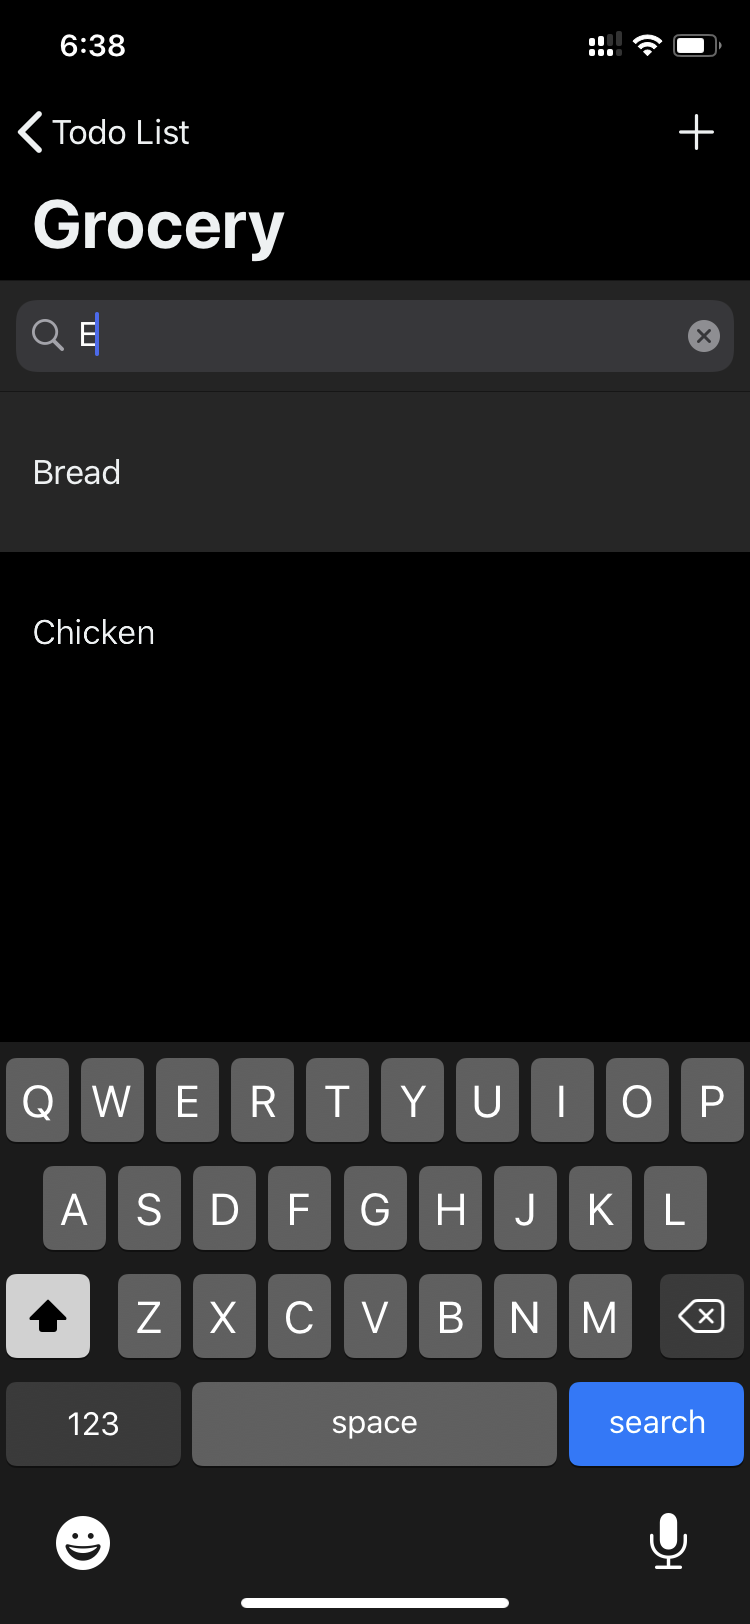 6:38
Todo List
Grocery
E
Bread
Chicken
Q W E R T Y U I O P
A S D F G H J K L
Z X C V B N M
123 space search